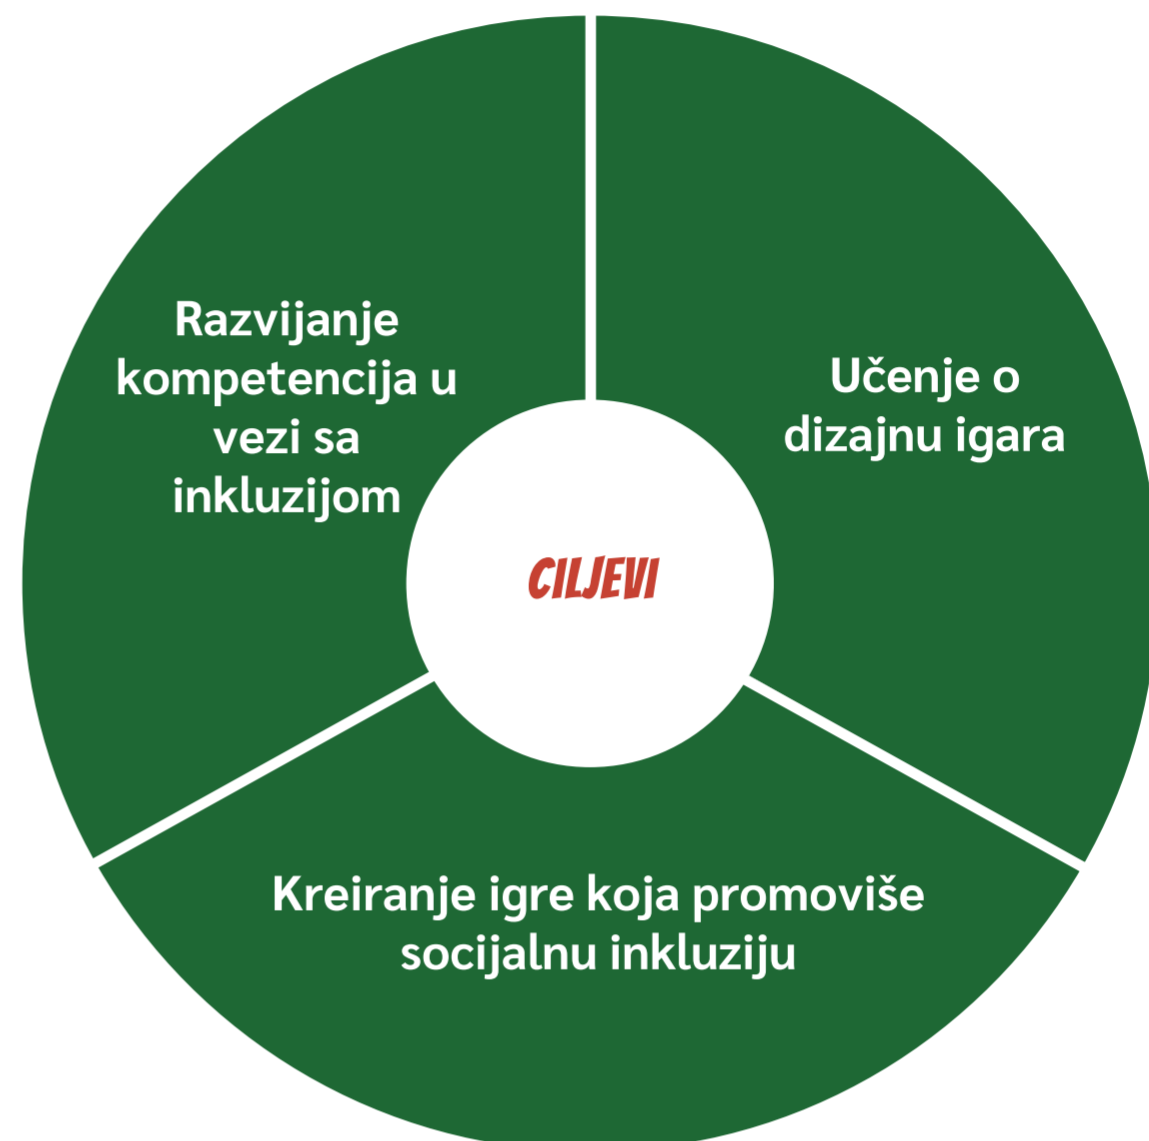 Razvijanje
kompetencija u
vezi sa
inkluzijom
Učenje o
dizajnu igara
CILJEVI
Kreiranje igre koja promoviše
socijalnu inkluziju